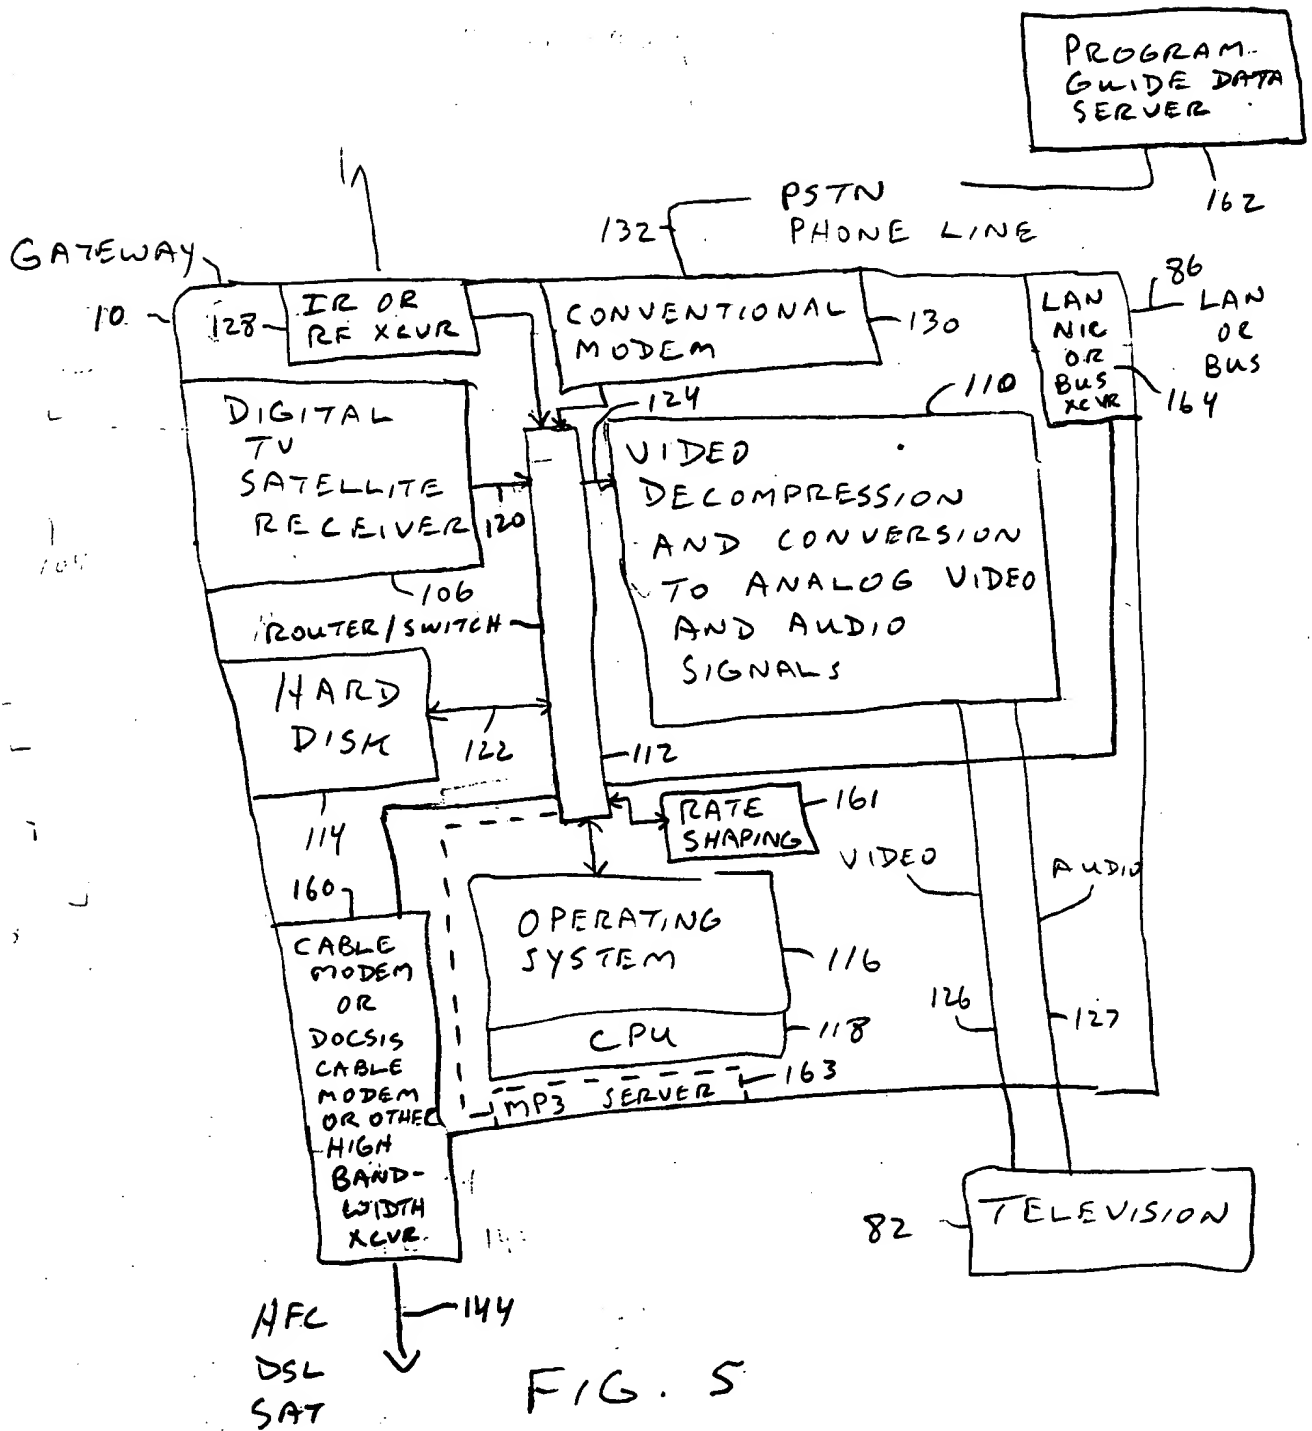 PROGRAM
GUIDE DATA
SERVER
162
PSTN
PHONE LINE
132
GATEWAY
10
128
IR OR
RF XCVR
CONVENTIONAL
MODEM
130
LAN
NIC
OR
BUS
XCVR
164
86
LAN
OR
BUS
DIGITAL
TV
SATELLITE
RECEIVER
120
106
124
110
VIDEO
DECOMPRESSION
AND CONVERSION
TO ANALOG VIDEO
AND AUDIO
SIGNALS
ROUTER/SWITCH
HARD
DISK
122
112
114
RATE
SHAPING
161
VIDEO
AUDIO
160
CABLE
MODEM
OR
DOCSIS
CABLE
MODEM
OR OTHER
HIGH
BAND-
WIDTH
XCVR.
OPERATING
SYSTEM
116
CPU
118
MP3 SERVER
163
126
127
TELEVISION
82
144
HFC
DSL
SAT
FIG. 5